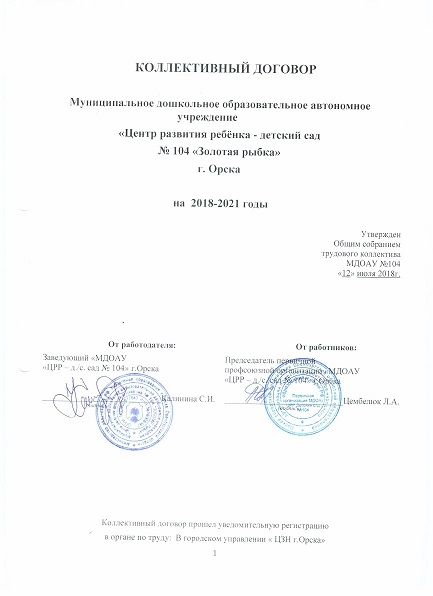 КОЛЛЕКТИВНЫЙ ДОГОВОР
Муниципальное дошкольное образовательное автономное
учреждение
«Центр развития ребёнка - детский сад
№ 104 «Золотая рыбка»
г. Орска
на 2018-2021 годы
Утвержден
Общим собранием
трудового коллектива
МДОАУ №104
«12» июля 2018г.
От работодателя:
Заведующий «МДОАУ
«ЦРР – д./с. сад № 104» г.Орска
Калинина С.И.
От работников:
Председатель первичной
профсоюзной организации «МДОАУ
«ЦРР – д./с. сад № 104» г.Орска
Цембелюк Л.А.
Коллективный договор прошел уведомительную регистрацию
в органе по труду: В городском управлении « ЦЗН г.Орска»
1